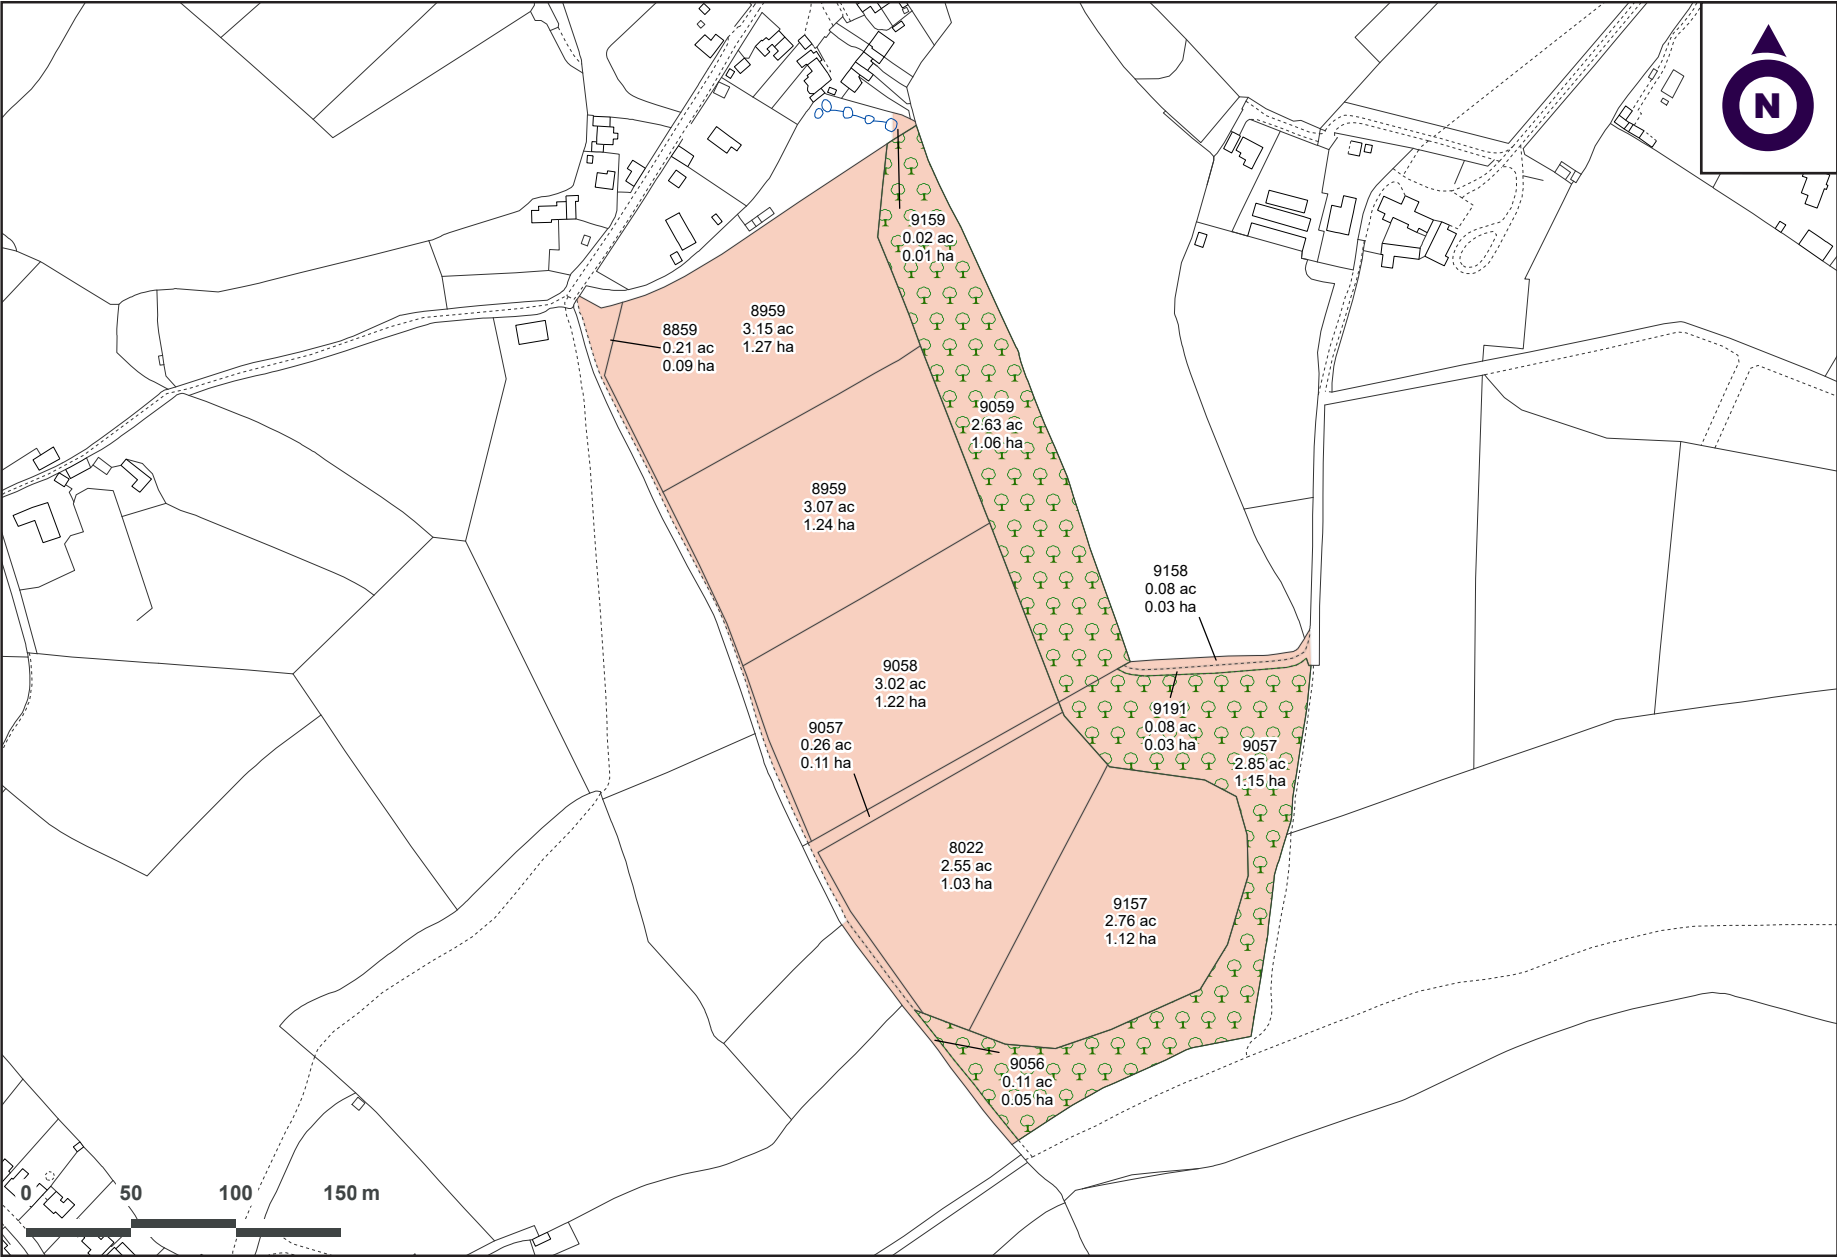 N
9159
0.02 ac
0.01 ha
8959
3.15 ac
1.27 ha
8859
0.21 ac
0.09 ha
9059
2.63 ac
1.06 ha
8959
3.07 ac
1.24 ha
9158
0.08 ac
0.03 ha
9058
3.02 ac
1.22 ha
9191
0.08 ac
0.03 ha
9057
0.26 ac
0.11 ha
9057
2.85 ac
1.15 ha
8022
2.55 ac
1.03 ha
9157
2.76 ac
1.12 ha
9056
0.11 ac
0.05 ha
0 50 100 150 m